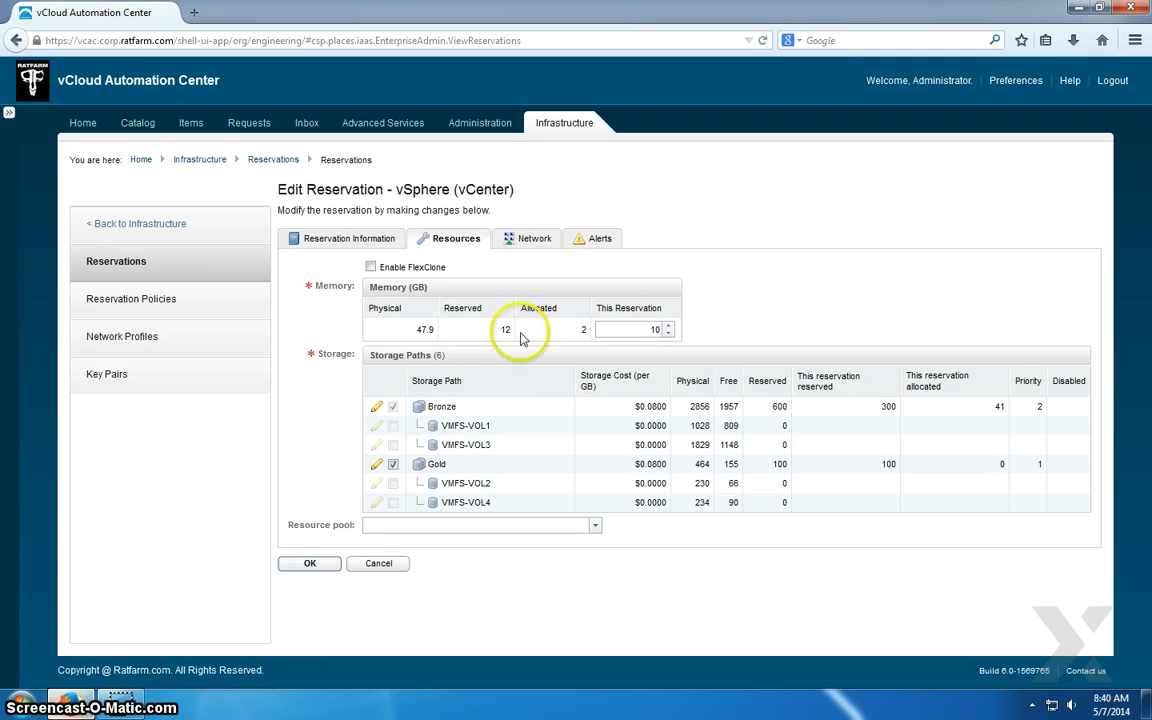 vCloud Automation Center
https://vcac.corp.ratfarm.com/shell-ui-app/org/engineering/#csp.places.iaas.EnterpriseAdmin.ViewReservations
Google
RATFARM
vCloud Automation Center
Welcome, Administrator. Preferences Help Logout
Home Catalog Items Requests Inbox Advanced Services Administration Infrastructure
You are here: Home Infrastructure Reservations Reservations
< Back to Infrastructure
Reservations
Reservation Policies
Network Profiles
Key Pairs
Edit Reservation - vSphere (vCenter)
Modify the reservation by making changes below.
Reservation Information Resources Network Alerts
Enable FlexClone
* Memory: Memory (GB)
Physical Reserved Allocated This Reservation
47.9 12 2 10
* Storage: Storage Paths (6)
Storage Path Storage Cost (per GB) Physical Free Reserved This reservation reserved This reservation allocated Priority Disabled
Bronze $0.0800 2856 1957 600 300 41 2
VMFS-VOL1 $0.0000 1028 809 0
VMFS-VOL3 $0.0000 1829 1148 0
Gold $0.0800 464 155 100 100 0 1
VMFS-VOL2 $0.0000 230 66 0
VMFS-VOL4 $0.0000 234 90 0
Resource pool:
OK Cancel
Copyright @ Ratfarm.com. All Rights Reserved.
Build 6.0-1569765 Contact us
Screencast-O-Matic.com
8:40 AM
5/7/2014